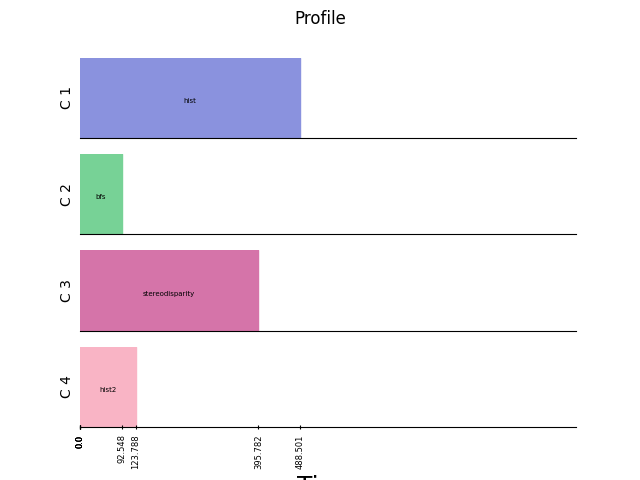 Profile
C 1
hist
C 2
bfs
C 3
stereodisparity
C 4
hist2
0.0
92.548
123.788
395.782
488.501